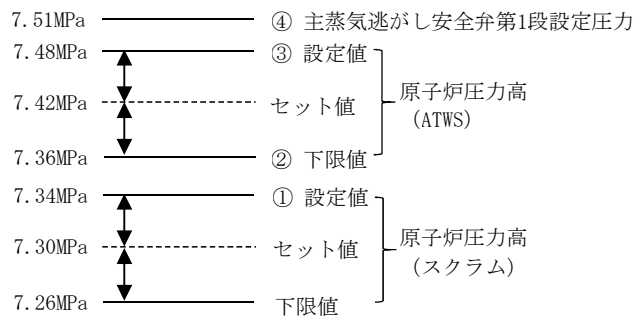 7.51MPa ④ 主蒸気逃がし安全弁第1段設定圧力
7.48MPa ③ 設定値
7.42MPa セット値
原子炉圧力高
(ATWS)
7.36MPa ② 下限値
7.34MPa ① 設定値
7.30MPa セット値
原子炉圧力高
(スクラム)
7.26MPa 下限値